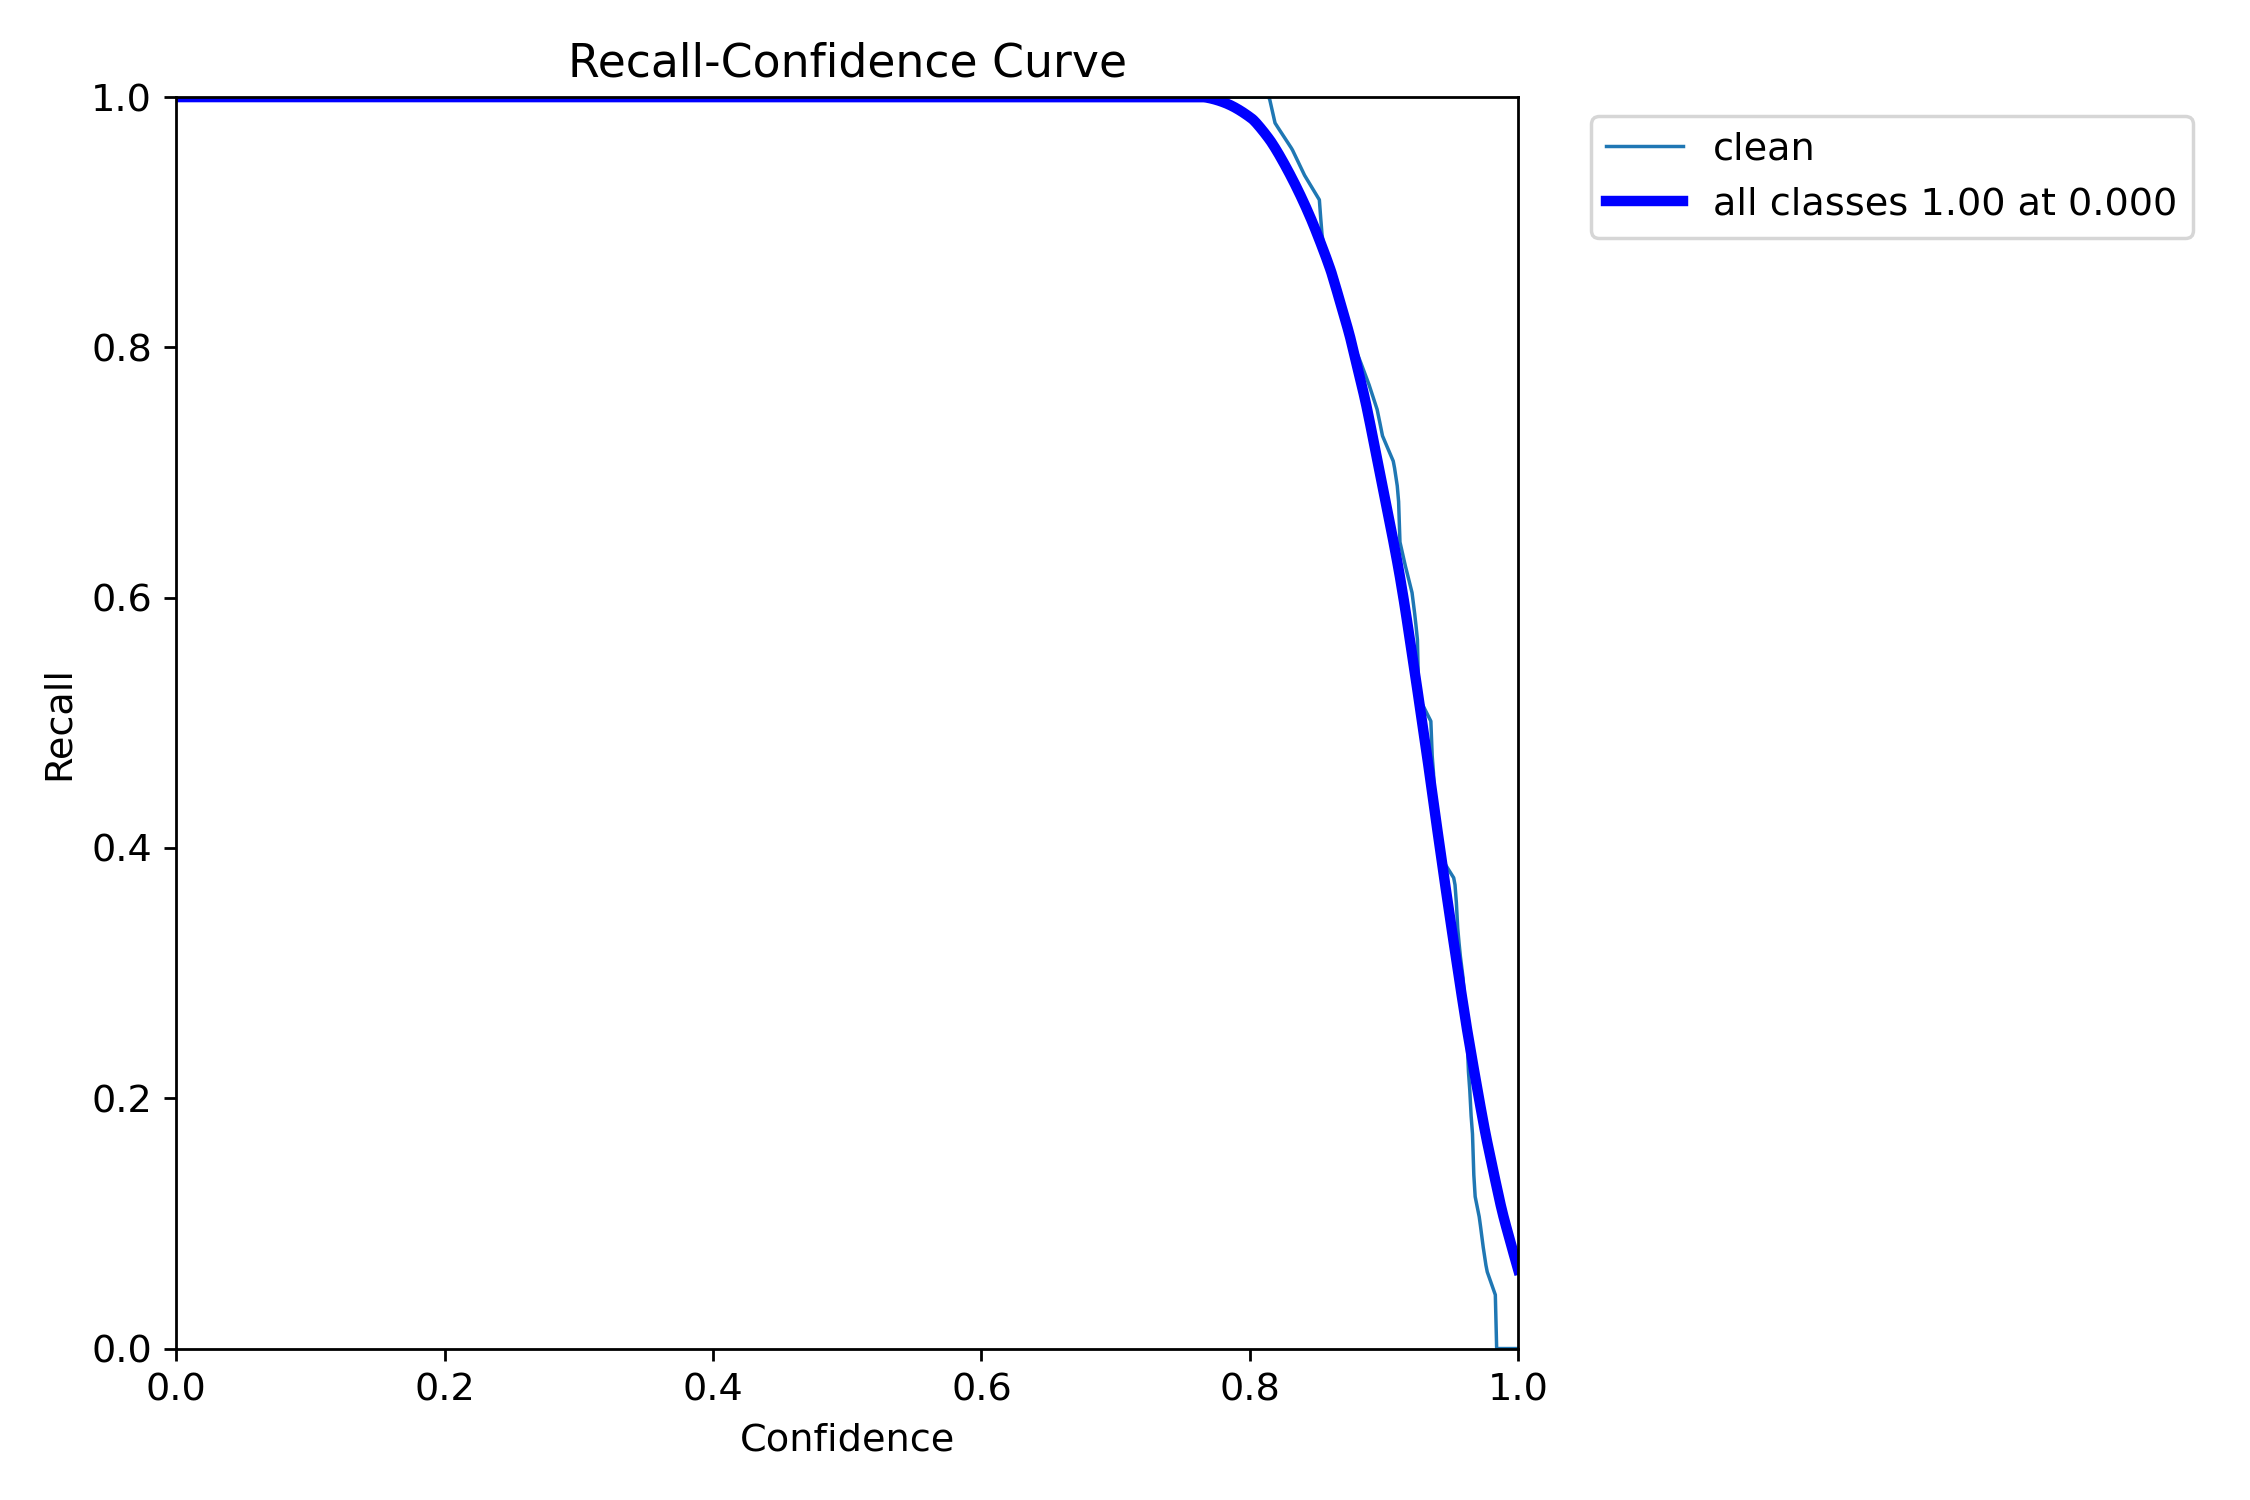 Recall-Confidence Curve
clean
all classes 1.00 at 0.000
1.0
0.8
0.6
0.4
0.2
0.0
Recall
0.0 0.2 0.4 0.6 0.8 1.0
Confidence